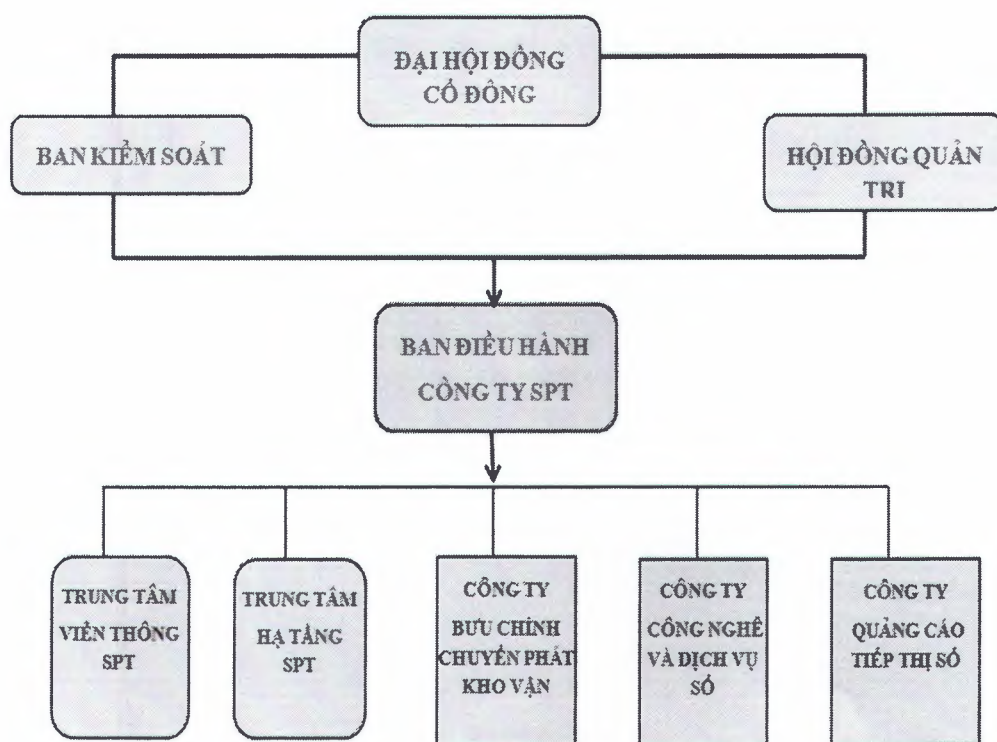 ĐẠI HỘI ĐỒNG
CỔ ĐÔNG
BAN KIỂM SOÁT
HỘI ĐỒNG QUẢN
TRI
BAN ĐIỀU HÀNH
CÔNG TY SPT
TRUNG TÂM
VIỄN THÔNG
SPT
TRUNG TÂM
HẠ TẦNG
SPT
CÔNG TY
BƯU CHÍNH
CHUYỂN PHÁT
KHO VẬN
CÔNG TY
CÔNG NGHỆ
VÀ DỊCH VỤ
SỐ
CÔNG TY
QUẢNG CÁO
TIẾP THỊ SỐ